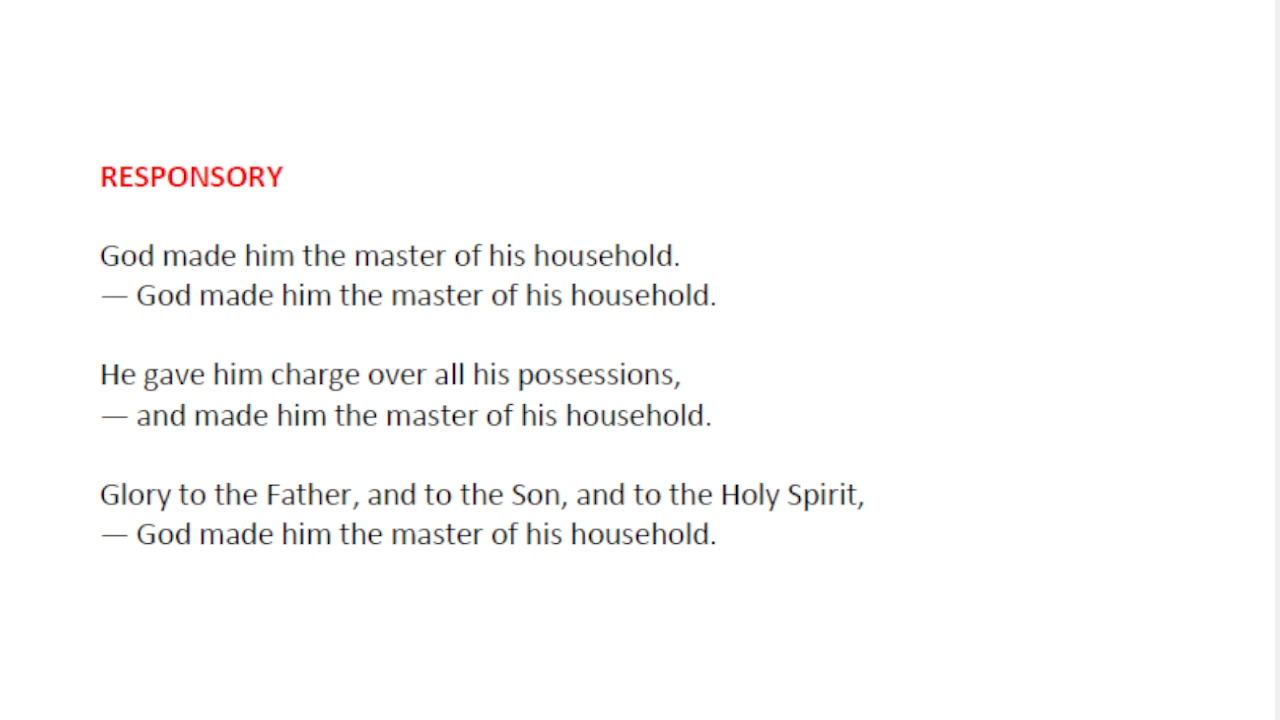 RESPONSORY
God made him the master of his household.
— God made him the master of his household.
He gave him charge over all his possessions,
— and made him the master of his household.
Glory to the Father, and to the Son, and to the Holy Spirit,
— God made him the master of his household.